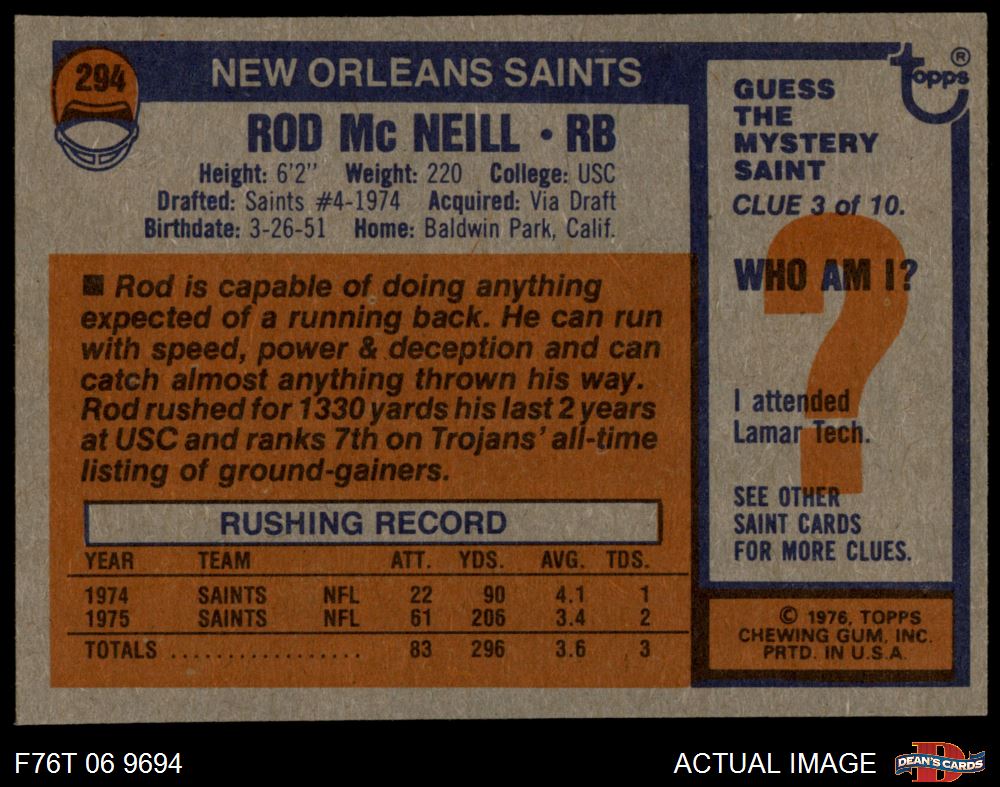 294
NEW ORLEANS SAINTS
ROD Mc NEILL • RB
Height: 6'2" Weight: 220 College: USC
Drafted: Saints #4-1974 Acquired: Via Draft
Birthdate: 3-26-51 Home: Baldwin Park, Calif.
■ Rod is capable of doing anything
expected of a running back. He can run
with speed, power & deception and can
catch almost anything thrown his way.
Rod rushed for 1330 yards his last 2 years
at USC and ranks 7th on Trojans' all-time
listing of ground-gainers.
RUSHING RECORD
YEAR TEAM ATT. YDS. AVG. TDS.
1974 SAINTS NFL 22 90 4.1 1
1975 SAINTS NFL 61 206 3.4 2
TOTALS ................. 83 296 3.6 3
topps ®
GUESS
THE
MYSTERY
SAINT
CLUE 3 of 10.
WHO AM I?
?
I attended
Lamar Tech.
SEE OTHER
SAINT CARDS
FOR MORE CLUES.
© 1976, TOPPS
CHEWING GUM, INC.
PRTD. IN U.S.A.
F76T 06 9694
ACTUAL IMAGE
DEAN'S CARDS